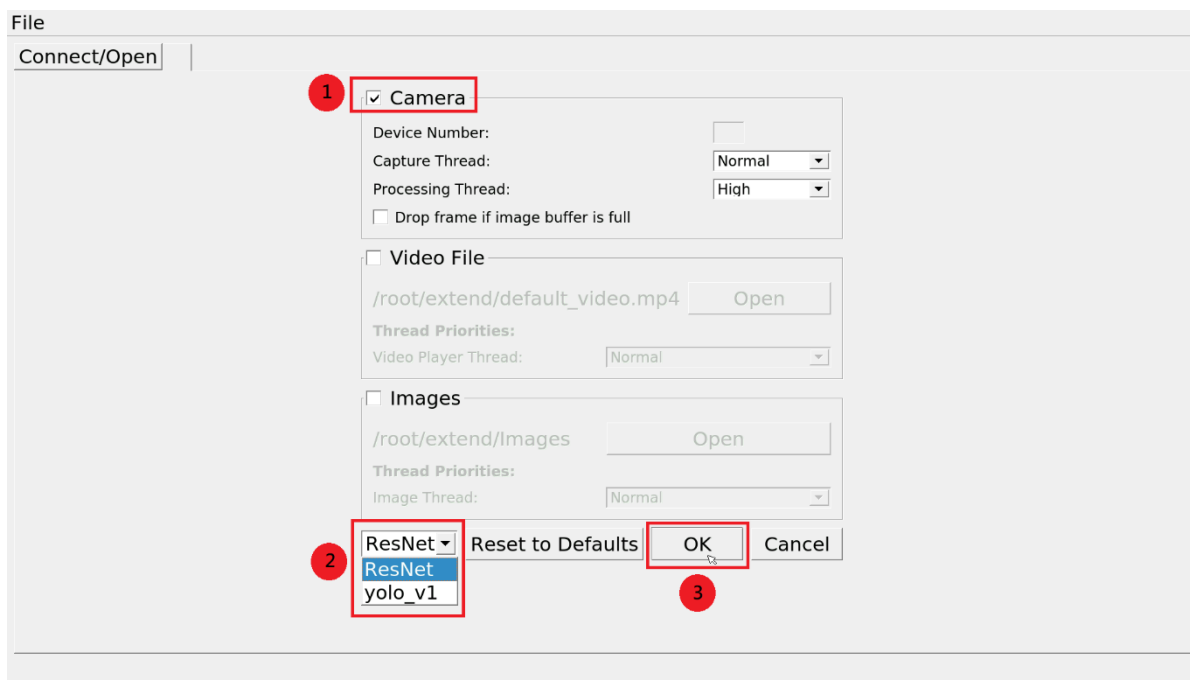 File
Connect/Open
1
Camera
Device Number:
Capture Thread: Normal
Processing Thread: High
Drop frame if image buffer is full
Video File
/root/extend/default_video.mp4 Open
Thread Priorities:
Video Player Thread: Normal
Images
/root/extend/Images Open
Thread Priorities:
Image Thread: Normal
ResNet Reset to Defaults OK Cancel
2
ResNet
yolo_v1
3